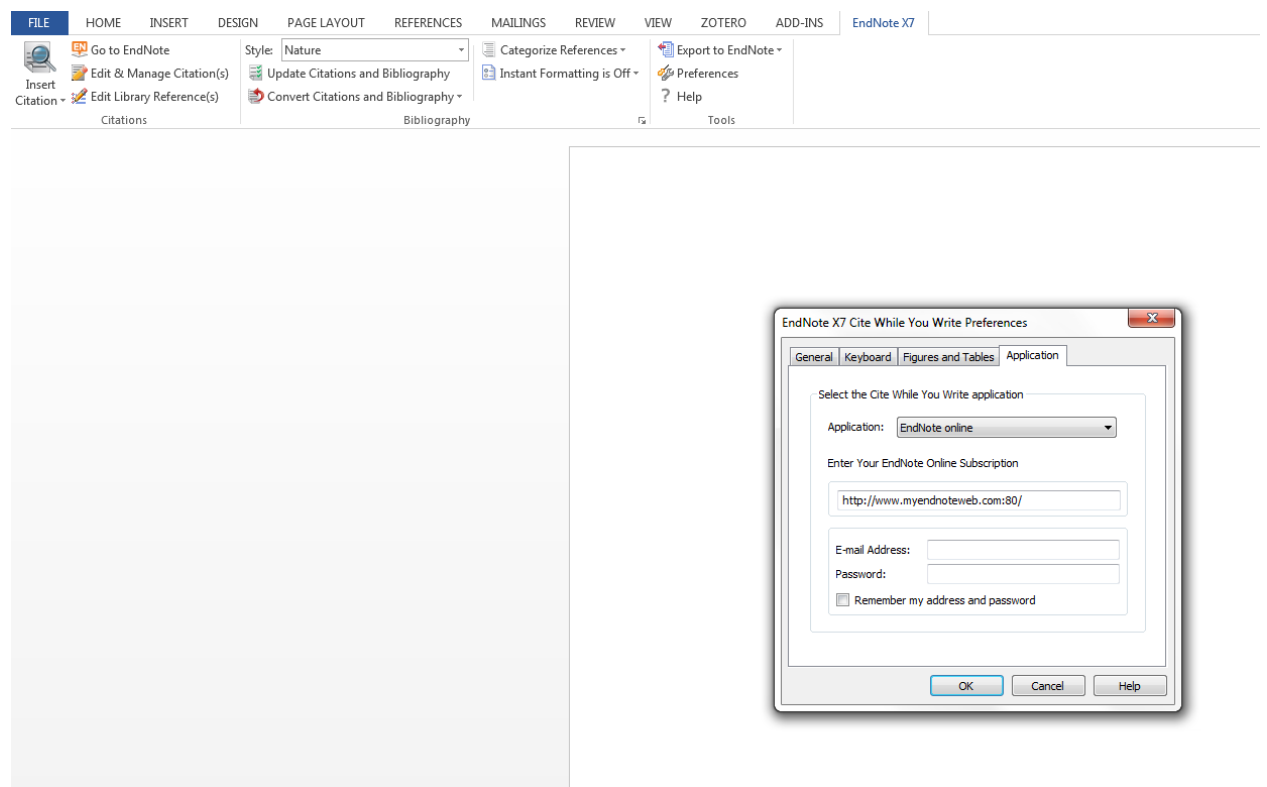 FILE HOME INSERT DESIGN PAGE LAYOUT REFERENCES MAILINGS REVIEW VIEW ZOTERO ADD-INS EndNote X7
Insert
Citation
Go to EndNote
Edit & Manage Citation(s)
Edit Library Reference(s)
Citations
Style: Nature
Update Citations and Bibliography
Convert Citations and Bibliography
Categorize References
Instant Formatting is Off
Bibliography
Export to EndNote
Preferences
? Help
Tools
EndNote X7 Cite While You Write Preferences
General Keyboard Figures and Tables Application
Select the Cite While You Write application
Application: EndNote online
Enter Your EndNote Online Subscription
http://www.myendnoteweb.com:80/
E-mail Address:
Password:
Remember my address and password
OK Cancel Help